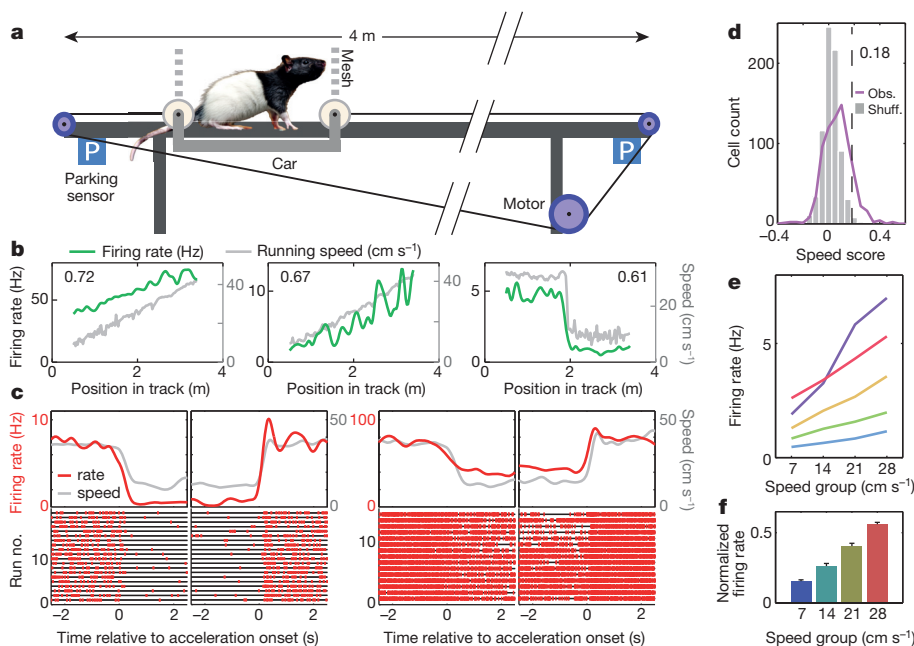 a
4 m
Mesh
P
P
Parking
sensor
Car
Motor
b
Firing rate (Hz)
Running speed (cm s⁻¹)
Firing rate (Hz)
50
0
0.72
40
0
0 2 4
Position in track (m)
10
0
0.67
40
0
0 2 4
Position in track (m)
5
0
0.61
20
0
Speed (cm s⁻¹)
0 2 4
Position in track (m)
c
Firing rate (Hz)
10
0
rate
speed
50
0
100
0
50
0
Speed (cm s⁻¹)
Run no.
10
0
10
0
−2 0 2
−2 0 2
−2 0 2
−2 0 2
Time relative to acceleration onset (s)
Time relative to acceleration onset (s)
d
0.18
Cell count
200
100
0
Obs.
Shuff.
−0.4 0 0.4
Speed score
e
Firing rate (Hz)
5
0
7 14 21 28
Speed group (cm s⁻¹)
f
Normalized
firing rate
0.5
0
7 14 21 28
Speed group (cm s⁻¹)